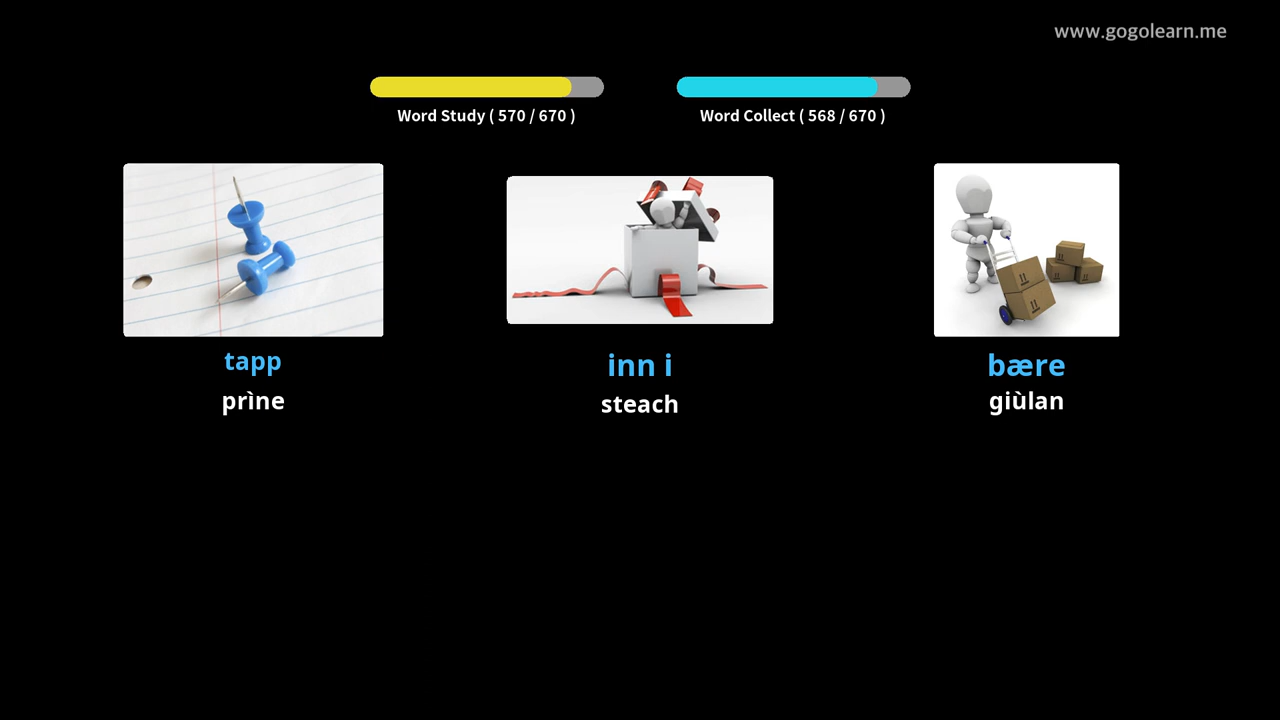 www.gogolearn.me
Word Study ( 570 / 670 )
Word Collect ( 568 / 670 )
tapp
prìne
inn i
steach
bære
giùlan